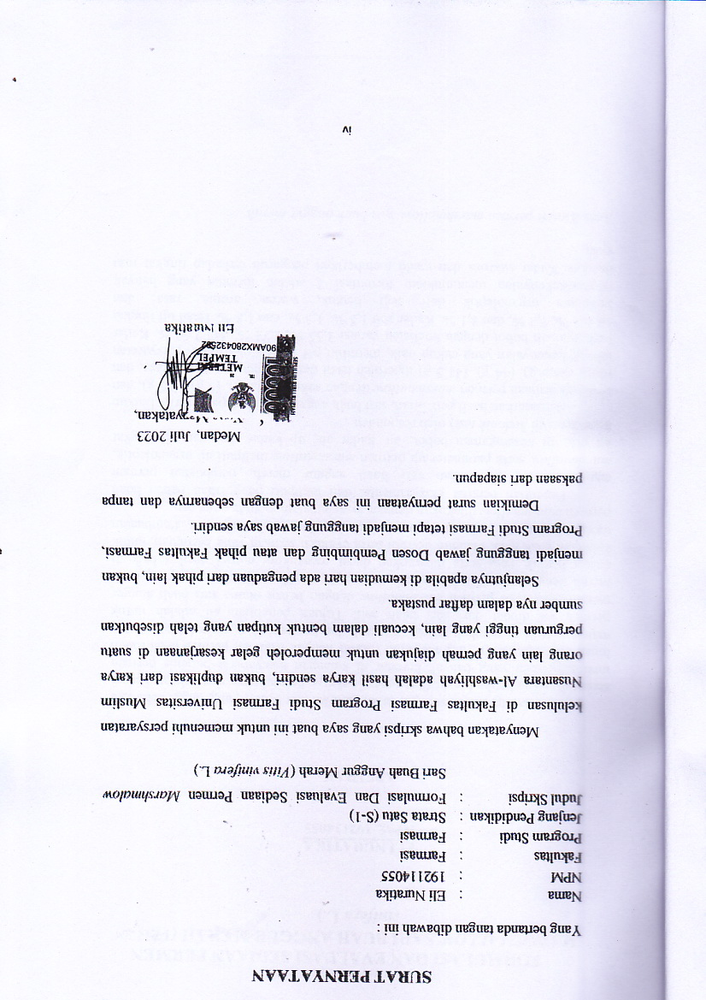 SURAT PERNYATAAN
Yang bertanda tangan dibawah ini :
Nama : Eli Nuratika
NPM : 192114055
Fakultas : Farmasi
Program Studi : Farmasi
Jenjang Pendidikan : Strata Satu (S-1)
Judul Skripsi : Formulasi Dan Evaluasi Sediaan Permen Marshmalow
Sari Buah Anggur Merah (Vitis vinifera L.)
Menyatakan bahwa skripsi yang saya buat ini untuk memenuhi persyaratan
kelulusan di Fakultas Farmasi Program Studi Farmasi Universitas Muslim
Nusantara Al-washliyah adalah hasil karya sendiri, bukan duplikasi dari karya
orang lain yang pernah diajukan untuk memperoleh gelar kesarjanaan di suatu
perguruan tinggi yang lain, kecuali dalam bentuk kutipan yang telah disebutkan
sumber nya dalam daftar pustaka.
Selanjutnya apabila di kemudian hari ada pengaduan dari pihak lain, bukan
menjadi tanggung jawab Dosen Pembimbing dan atau pihak Fakultas Farmasi,
Program Studi Farmasi tetapi menjadi tanggung jawab saya sendiri.
Demikian surat pernyataan ini saya buat dengan sebenarnya dan tanpa
paksaan dari siapapun.
Medan, Juli 2023
yatakan,
10000
METERAI
TEMPEL
90AMX280432582
Eli Nuratika
iv